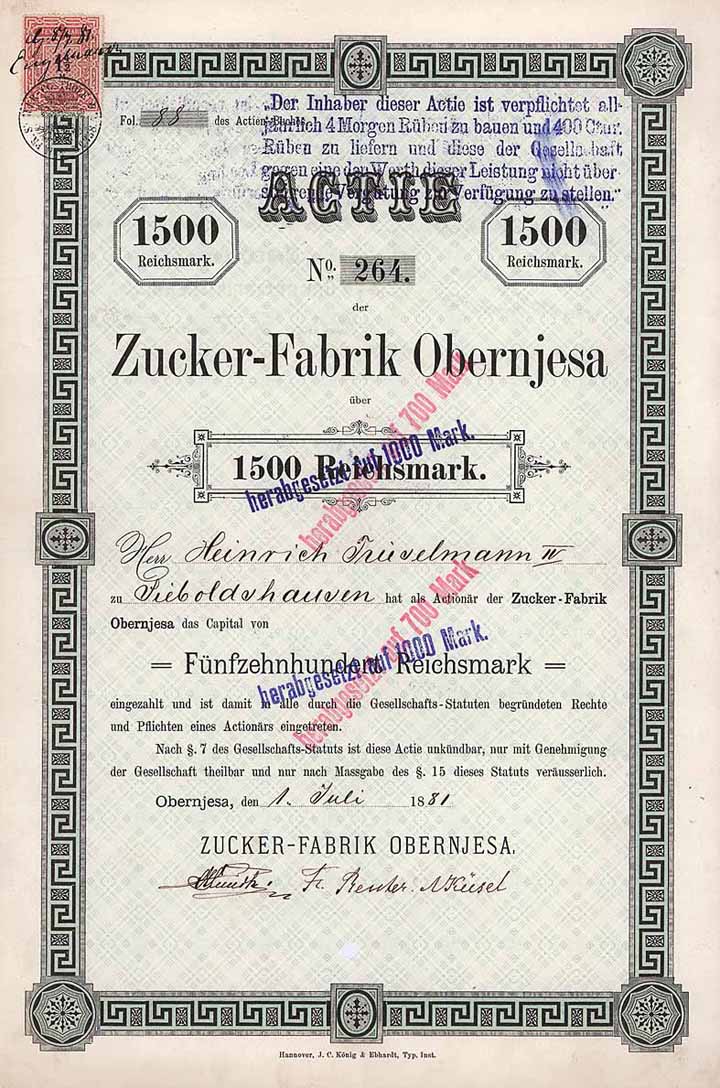 Fol. 88 des Actien-Buches.
„Der Inhaber dieser Actie ist verpflichtet all-
jährlich 4 Morgen Rüben zu bauen und 400 Ctnr.
Rüben zu liefern und diese der Gesellschaft
gegen eine den Werth dieser Leistung nicht über-
steigende Vergütung zur Verfügung zu stellen."
ACTIE
1500 Reichsmark.
1500 Reichsmark.
No. 264.
der
Zucker-Fabrik Obernjesa
über
1500 Reichsmark.
herabgesetzt auf 1000 Mark.
herabgesetzt auf 700 Mark
Herr Heinrich IV
zu Sieboldshausen hat als Actionär der Zucker-Fabrik
Obernjesa das Capital von
= Fünfzehnhundert Reichsmark =
herabgesetzt auf 1000 Mark.
herabgesetzt auf 700 Mark
eingezahlt und ist damit in alle durch die Gesellschafts-Statuten begründeten Rechte
und Pflichten eines Actionärs eingetreten.
Nach §. 7 des Gesellschafts-Statuts ist diese Actie unkündbar, nur mit Genehmigung
der Gesellschaft theilbar und nur nach Massgabe des §. 15 dieses Statuts veräusserlich.
Obernjesa, den 1. Juli 1881
ZUCKER-FABRIK OBERNJESA.
Fr. Reuter. A Küsel
Hannover, J. C. König & Ebhardt, Typ. Inst.